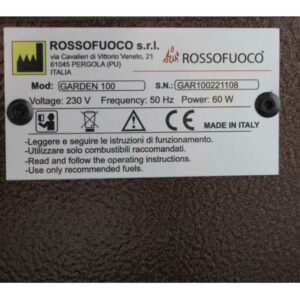 ROSSOFUOCO s.r.l.
via Cavalieri di Vittorio Veneto, 21
61045 PERGOLA (PU)
ITALIA
ROSSOFUOCO®
Mod: GARDEN 100 S.N.: GAR100221108
Voltage: 230 V Frequency: 50 Hz Power: 60 W
CE MADE IN ITALY
-Leggere e seguire le istruzioni di funzionamento.
-Utilizzare solo combustibili raccomandati.
-Read and follow the operating instructions.
-Use only recommended fuels.